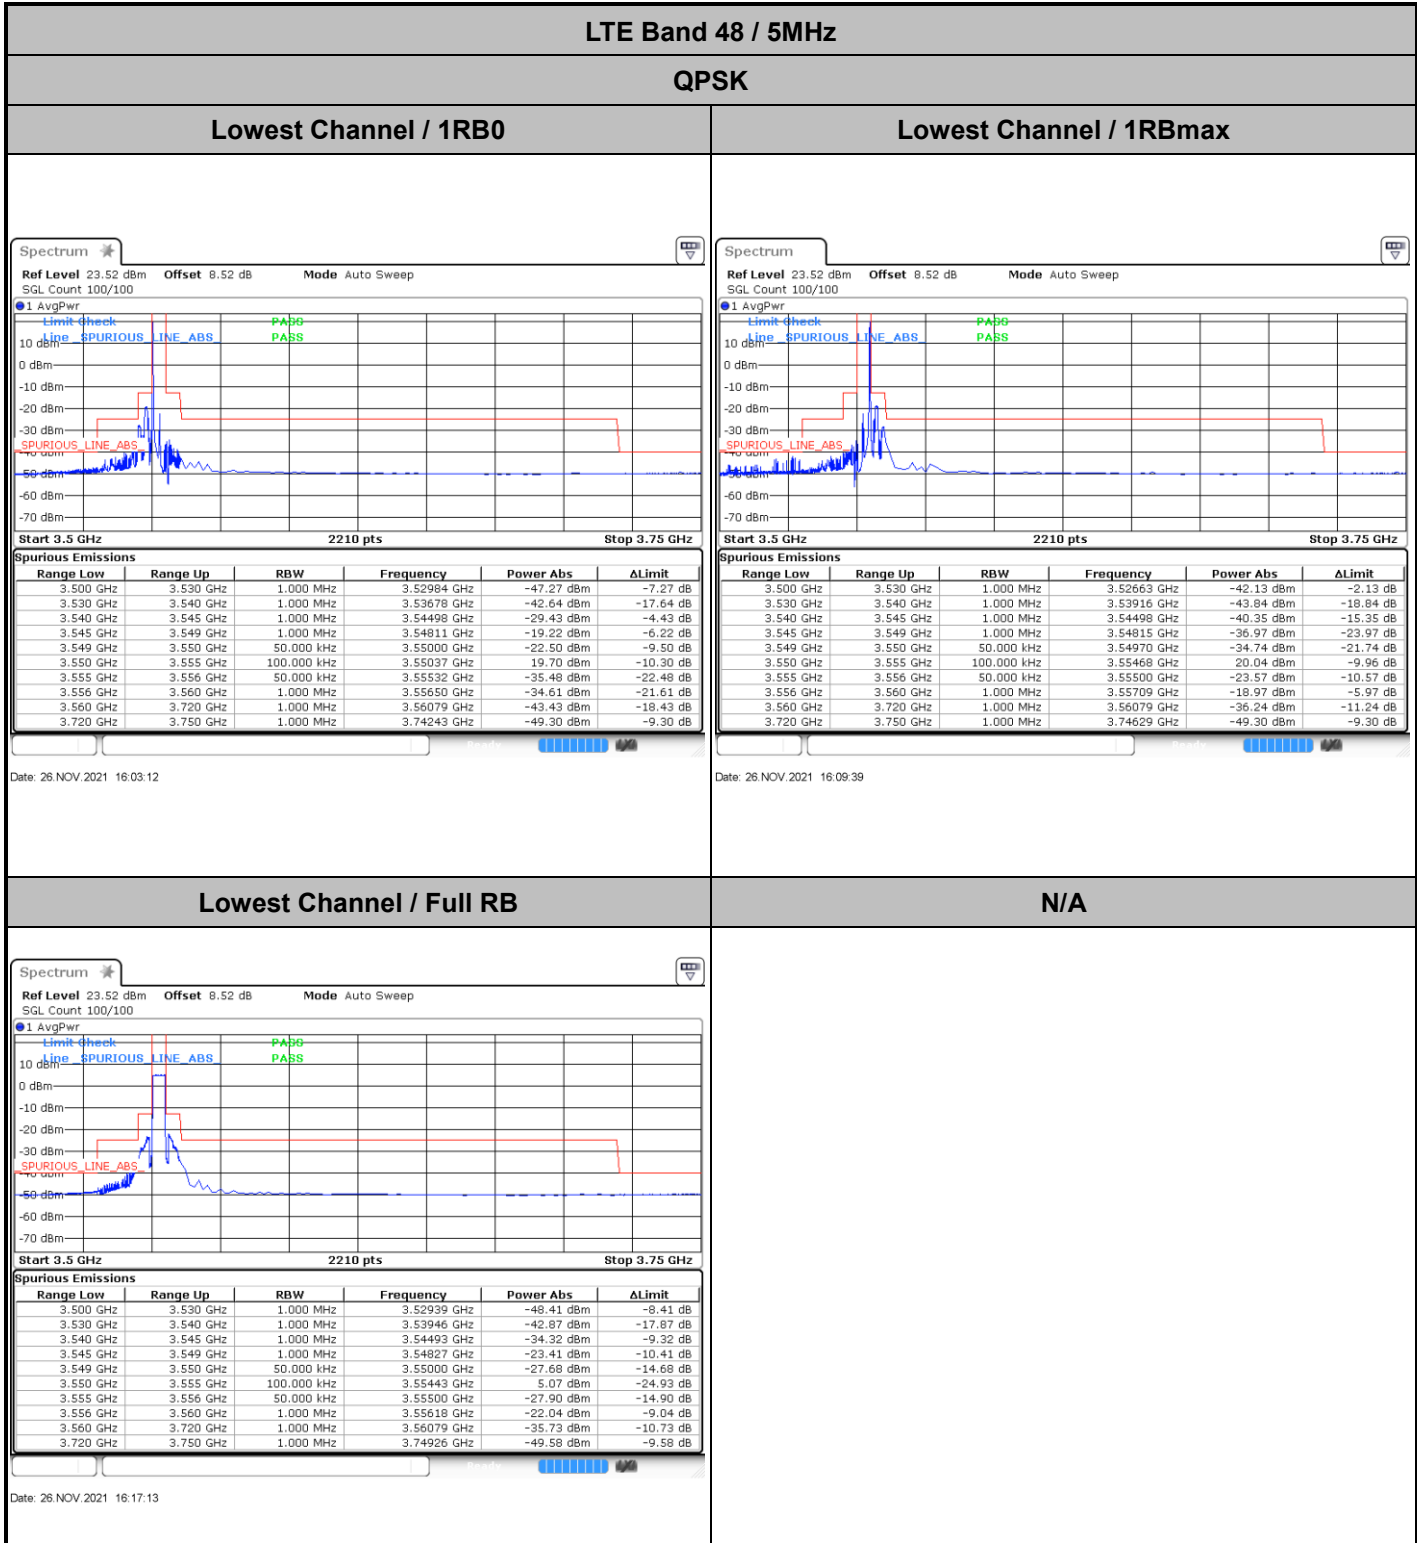 LTE Band 48 / 5MHz
QPSK
Lowest Channel / 1RB0
Lowest Channel / 1RBmax
Spectrum
Ref Level 23.52 dBm Offset 8.52 dB Mode Auto Sweep
SGL Count 100/100
1 AvgPwr
Limit Check PASS
Line _SPURIOUS_LINE_ABS_ PASS
10 dBm
0 dBm
-10 dBm
-20 dBm
-30 dBm
_SPURIOUS_LINE_ABS_
-40 dBm
-50 dBm
-60 dBm
-70 dBm
Start 3.5 GHz 2210 pts Stop 3.75 GHz
Spurious Emissions
Range Low Range Up RBW Frequency Power Abs ΔLimit
3.500 GHz 3.530 GHz 1.000 MHz 3.52984 GHz -47.27 dBm -7.27 dB
3.530 GHz 3.540 GHz 1.000 MHz 3.53678 GHz -42.64 dBm -17.64 dB
3.540 GHz 3.545 GHz 1.000 MHz 3.54498 GHz -29.43 dBm -4.43 dB
3.545 GHz 3.549 GHz 1.000 MHz 3.54811 GHz -19.22 dBm -6.22 dB
3.549 GHz 3.550 GHz 50.000 kHz 3.55000 GHz -22.50 dBm -9.50 dB
3.550 GHz 3.555 GHz 100.000 kHz 3.55037 GHz 19.70 dBm -10.30 dB
3.555 GHz 3.556 GHz 50.000 kHz 3.55532 GHz -35.48 dBm -22.48 dB
3.556 GHz 3.560 GHz 1.000 MHz 3.55650 GHz -34.61 dBm -21.61 dB
3.560 GHz 3.720 GHz 1.000 MHz 3.56079 GHz -43.43 dBm -18.43 dB
3.720 GHz 3.750 GHz 1.000 MHz 3.74243 GHz -49.30 dBm -9.30 dB
Ready
Date: 26.NOV.2021 16:03:12
Spectrum
Ref Level 23.52 dBm Offset 8.52 dB Mode Auto Sweep
SGL Count 100/100
1 AvgPwr
Limit Check PASS
Line _SPURIOUS_LINE_ABS_ PASS
10 dBm
0 dBm
-10 dBm
-20 dBm
-30 dBm
_SPURIOUS_LINE_ABS_
-40 dBm
-50 dBm
-60 dBm
-70 dBm
Start 3.5 GHz 2210 pts Stop 3.75 GHz
Spurious Emissions
Range Low Range Up RBW Frequency Power Abs ΔLimit
3.500 GHz 3.530 GHz 1.000 MHz 3.52663 GHz -42.13 dBm -2.13 dB
3.530 GHz 3.540 GHz 1.000 MHz 3.53916 GHz -43.84 dBm -18.84 dB
3.540 GHz 3.545 GHz 1.000 MHz 3.54498 GHz -40.35 dBm -15.35 dB
3.545 GHz 3.549 GHz 1.000 MHz 3.54815 GHz -36.97 dBm -23.97 dB
3.549 GHz 3.550 GHz 50.000 kHz 3.54970 GHz -34.74 dBm -21.74 dB
3.550 GHz 3.555 GHz 100.000 kHz 3.55468 GHz 20.04 dBm -9.96 dB
3.555 GHz 3.556 GHz 50.000 kHz 3.55500 GHz -23.57 dBm -10.57 dB
3.556 GHz 3.560 GHz 1.000 MHz 3.55709 GHz -18.97 dBm -5.97 dB
3.560 GHz 3.720 GHz 1.000 MHz 3.56079 GHz -36.24 dBm -11.24 dB
3.720 GHz 3.750 GHz 1.000 MHz 3.74629 GHz -49.30 dBm -9.30 dB
Ready
Date: 26.NOV.2021 16:09:39
Lowest Channel / Full RB
N/A
Spectrum
Ref Level 23.52 dBm Offset 8.52 dB Mode Auto Sweep
SGL Count 100/100
1 AvgPwr
Limit Check PASS
Line _SPURIOUS_LINE_ABS_ PASS
10 dBm
0 dBm
-10 dBm
-20 dBm
-30 dBm
_SPURIOUS_LINE_ABS_
-40 dBm
-50 dBm
-60 dBm
-70 dBm
Start 3.5 GHz 2210 pts Stop 3.75 GHz
Spurious Emissions
Range Low Range Up RBW Frequency Power Abs ΔLimit
3.500 GHz 3.530 GHz 1.000 MHz 3.52939 GHz -48.41 dBm -8.41 dB
3.530 GHz 3.540 GHz 1.000 MHz 3.53946 GHz -42.87 dBm -17.87 dB
3.540 GHz 3.545 GHz 1.000 MHz 3.54493 GHz -34.32 dBm -9.32 dB
3.545 GHz 3.549 GHz 1.000 MHz 3.54827 GHz -23.41 dBm -10.41 dB
3.549 GHz 3.550 GHz 50.000 kHz 3.55000 GHz -27.68 dBm -14.68 dB
3.550 GHz 3.555 GHz 100.000 kHz 3.55443 GHz 5.07 dBm -24.93 dB
3.555 GHz 3.556 GHz 50.000 kHz 3.55500 GHz -27.90 dBm -14.90 dB
3.556 GHz 3.560 GHz 1.000 MHz 3.55618 GHz -22.04 dBm -9.04 dB
3.560 GHz 3.720 GHz 1.000 MHz 3.56079 GHz -35.73 dBm -10.73 dB
3.720 GHz 3.750 GHz 1.000 MHz 3.74926 GHz -49.58 dBm -9.58 dB
Ready
Date: 26.NOV.2021 16:17:13